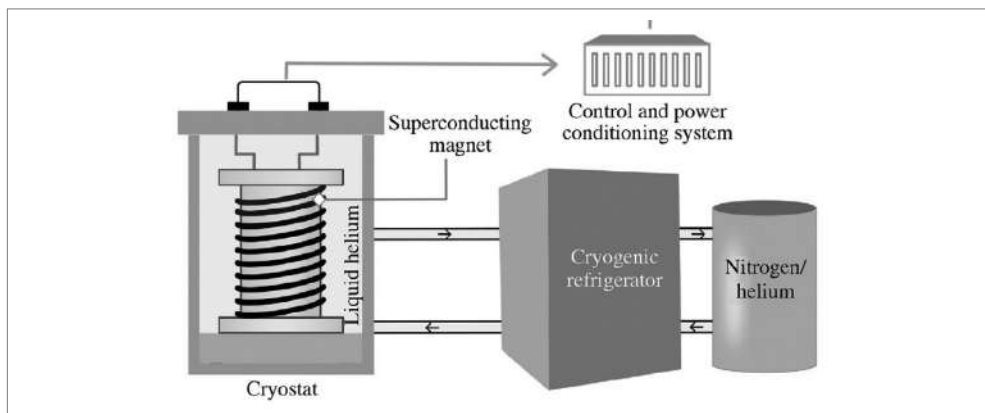 Control and power
conditioning system
Superconducting
magnet
Liquid helium
Cryogenic
refrigerator
Nitrogen/
helium
Cryostat